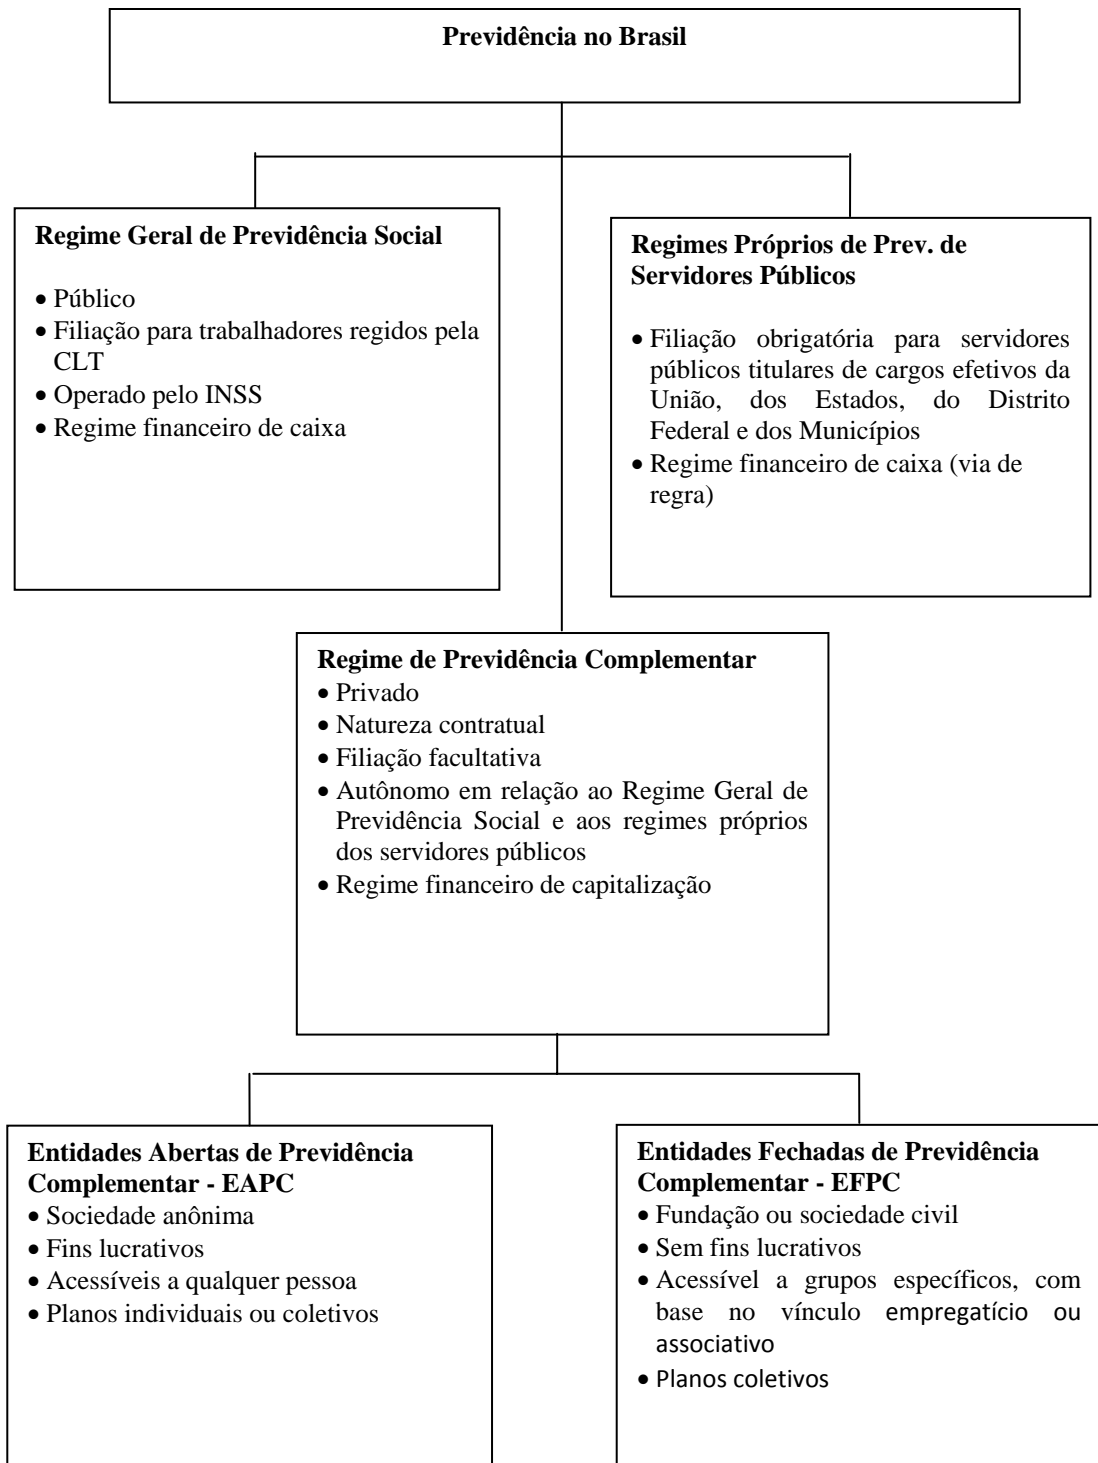 Previdência no Brasil
Regime Geral de Previdência Social
• Público
• Filiação para trabalhadores regidos pela
CLT
• Operado pelo INSS
• Regime financeiro de caixa
Regimes Próprios de Prev. de
Servidores Públicos
• Filiação obrigatória para servidores
públicos titulares de cargos efetivos da
União, dos Estados, do Distrito
Federal e dos Municípios
• Regime financeiro de caixa (via de
regra)
Regime de Previdência Complementar
• Privado
• Natureza contratual
• Filiação facultativa
• Autônomo em relação ao Regime Geral de
Previdência Social e aos regimes próprios
dos servidores públicos
• Regime financeiro de capitalização
Entidades Abertas de Previdência
Complementar - EAPC
• Sociedade anônima
• Fins lucrativos
• Acessíveis a qualquer pessoa
• Planos individuais ou coletivos
Entidades Fechadas de Previdência
Complementar - EFPC
• Fundação ou sociedade civil
• Sem fins lucrativos
• Acessível a grupos específicos, com
base no vínculo empregatício ou
associativo
• Planos coletivos